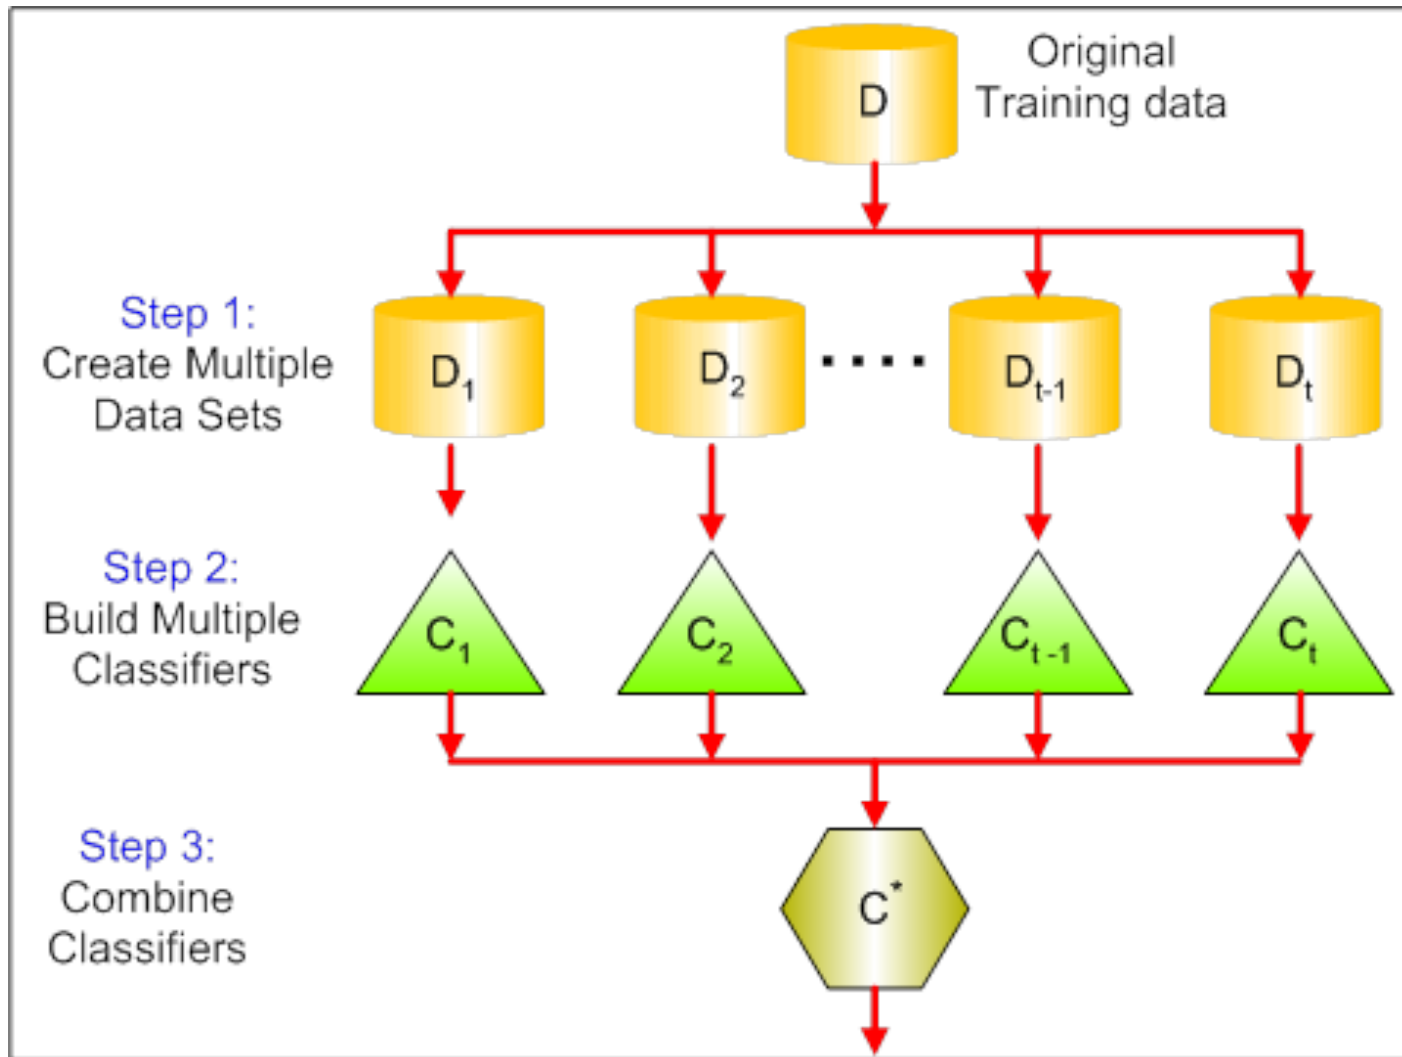 D
Original
Training data
Step 1:
Create Multiple
Data Sets
D₁
D₂
....
Dₜ₋₁
Dₜ
Step 2:
Build Multiple
Classifiers
C₁
C₂
Cₜ₋₁
Cₜ
Step 3:
Combine
Classifiers
C*